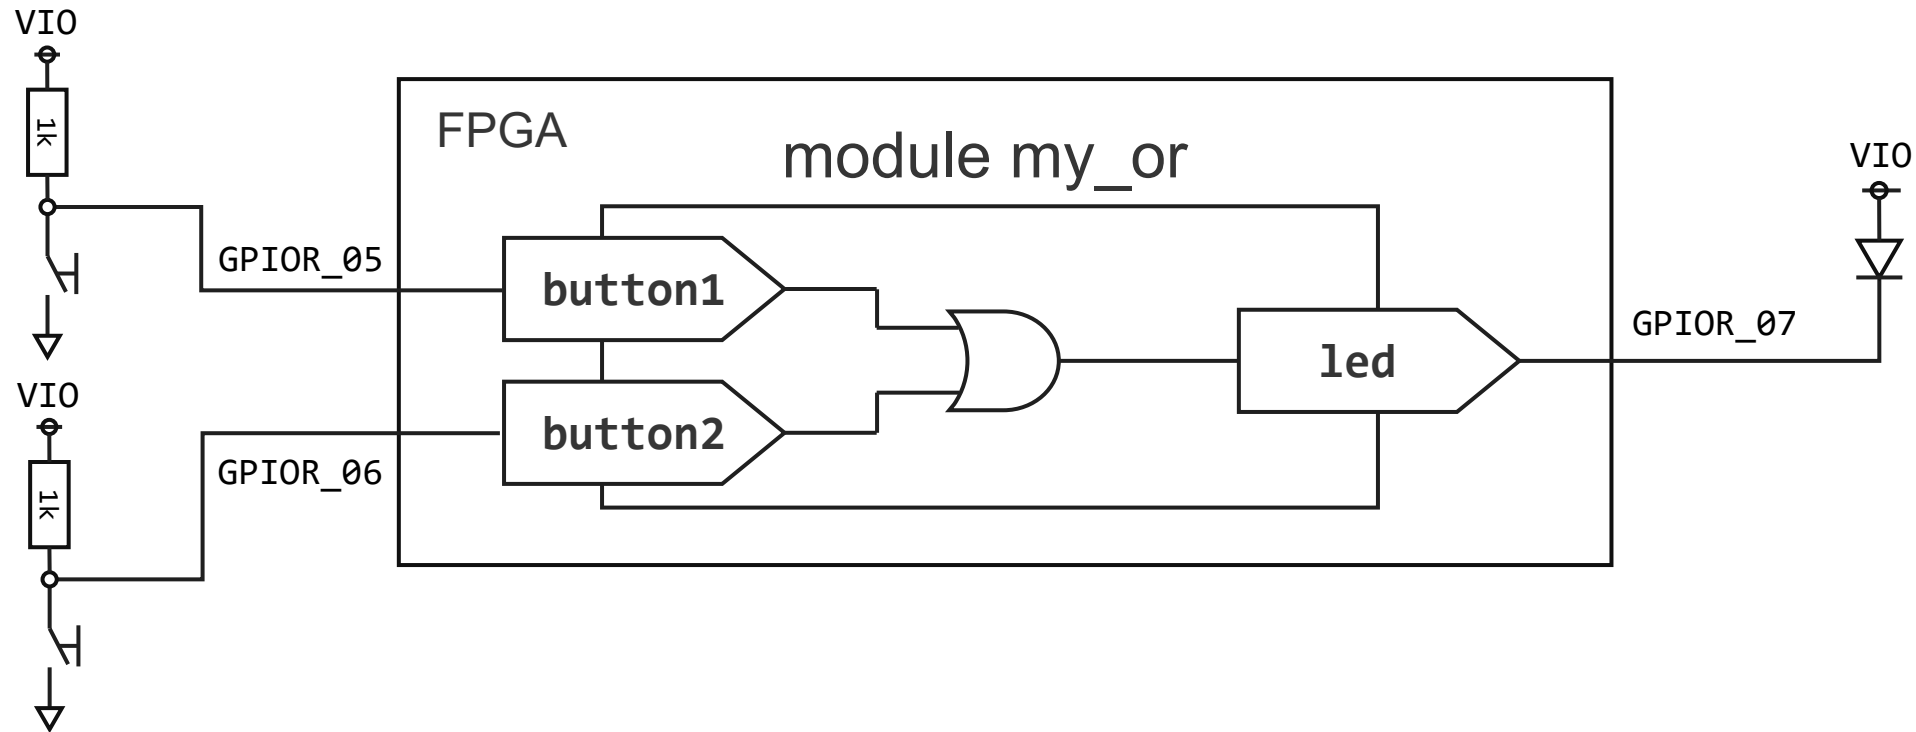 VIO
1k
GPIOR_05
VIO
1k
GPIOR_06
FPGA
module my_or
button1
button2
led
GPIOR_07
VIO